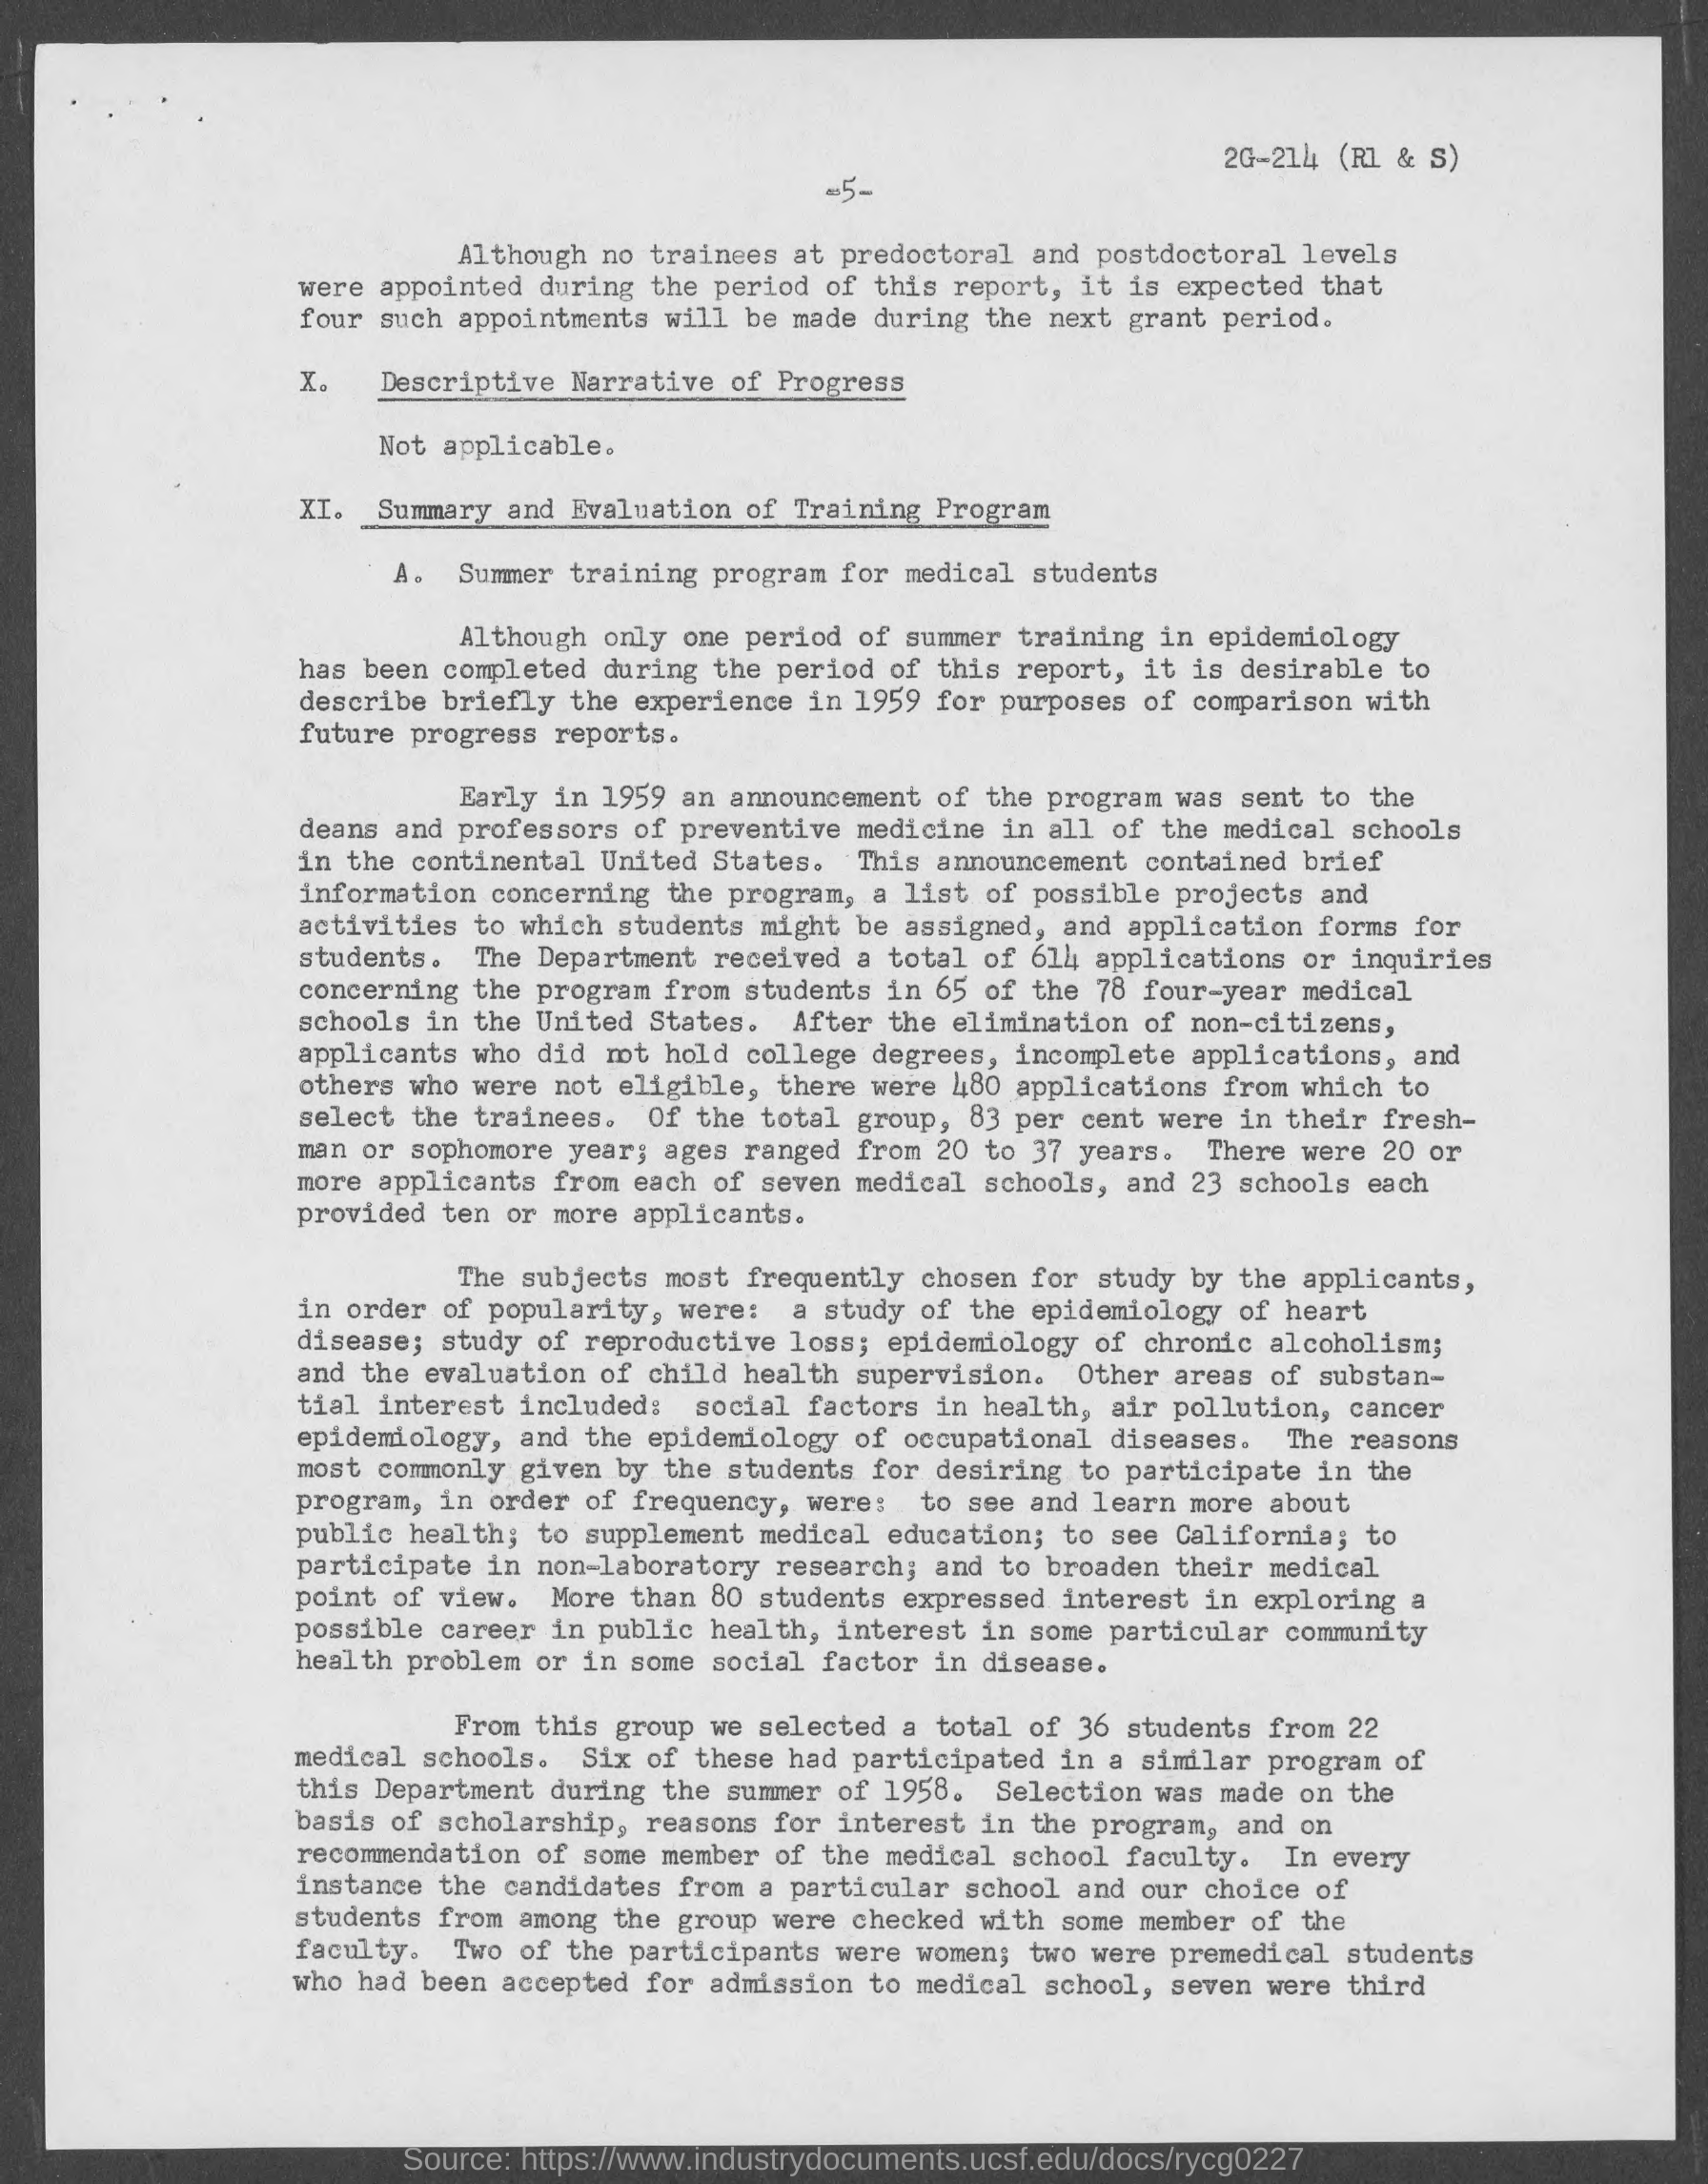 2G-214 (R1 & S)
-5-
Although no trainees at predoctoral and postdoctoral levels
were appointed during the period of this report, it is expected that
four such appointments will be made during the next grant period.
X. Descriptive Narrative of Progress
Not applicable.
XI. Summary and Evaluation of Training Program
A. Summer training program for medical students
Although only one period of summer training in epidemiology
has been completed during the period of this report, it is desirable to
describe briefly the experience in 1959 for purposes of comparison with
future progress reports.
Early in 1959 an announcement of the program was sent to the
deans and professors of preventive medicine in all of the medical schools
in the continental United States. This announcement contained brief
information concerning the program, a list of possible projects and
activities to which students might be assigned, and application forms for
students. The Department received a total of 614 applications or inquiries
concerning the program from students in 65 of the 78 four-year medical
schools in the United States. After the elimination of non-citizens,
applicants who did not hold college degrees, incomplete applications, and
others who were not eligible, there were 480 applications from which to
select the trainees. Of the total group, 83 per cent were in their fresh-
man or sophomore year; ages ranged from 20 to 37 years. There were 20 or
more applicants from each of seven medical schools, and 23 schools each
provided ten or more applicants.
The subjects most frequently chosen for study by the applicants,
in order of popularity, were: a study of the epidemiology of heart
disease; study of reproductive loss; epidemiology of chronic alcoholism;
and the evaluation of child health supervision. Other areas of substan-
tial interest included: social factors in health, air pollution, cancer
epidemiology, and the epidemiology of occupational diseases. The reasons
most commonly given by the students for desiring to participate in the
program, in order of frequency, were: to see and learn more about
public health; to supplement medical education; to see California; to
participate in non-laboratory research; and to broaden their medical
point of view. More than 80 students expressed interest in exploring a
possible career in public health, interest in some particular community
health problem or in some social factor in disease.
From this group we selected a total of 36 students from 22
medical schools. Six of these had participated in a similar program of
this Department during the summer of 1958. Selection was made on the
basis of scholarship, reasons for interest in the program, and on
recommendation of some member of the medical school faculty. In every
instance the candidates from a particular school and our choice of
students from among the group were checked with some member of the
faculty. Two of the participants were women; two were premedical students
who had been accepted for admission to medical school, seven were third
Source: https://www.industrydocuments.ucsf.edu/docs/rycg0227